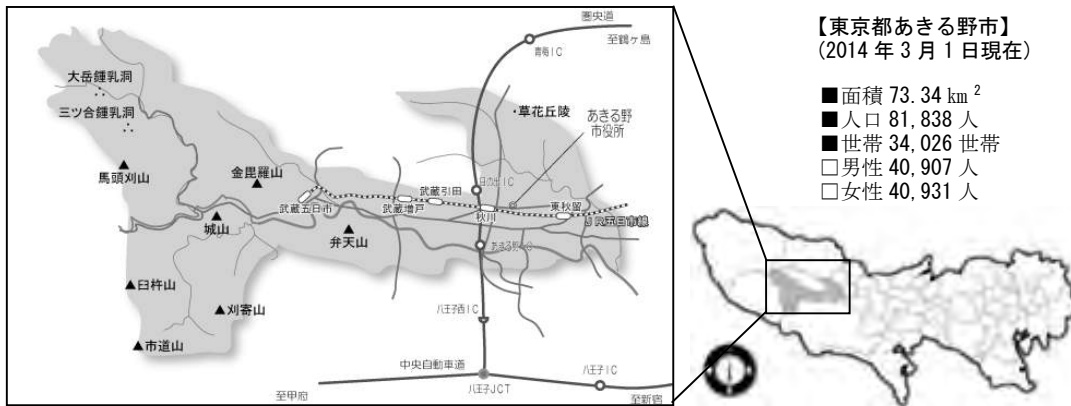 圏央道
青梅IC
至鶴ヶ島
大岳鍾乳洞
三ツ合鍾乳洞
草花丘陵
あきる野
市役所
馬頭刈山
金毘羅山
日の出IC
武蔵引田
武蔵五日市
武蔵増戸
秋川
東秋留
JR五日市線
城山
弁天山
あきる野IC
臼杵山
刈寄山
八王子西IC
市道山
中央自動車道
八王子IC
至甲府
八王子JCT
至新宿
【東京都あきる野市】
(2014年3月1日現在)
■面積 73.34 km²
■人口 81,838 人
■世帯 34,026 世帯
□男性 40,907 人
□女性 40,931 人